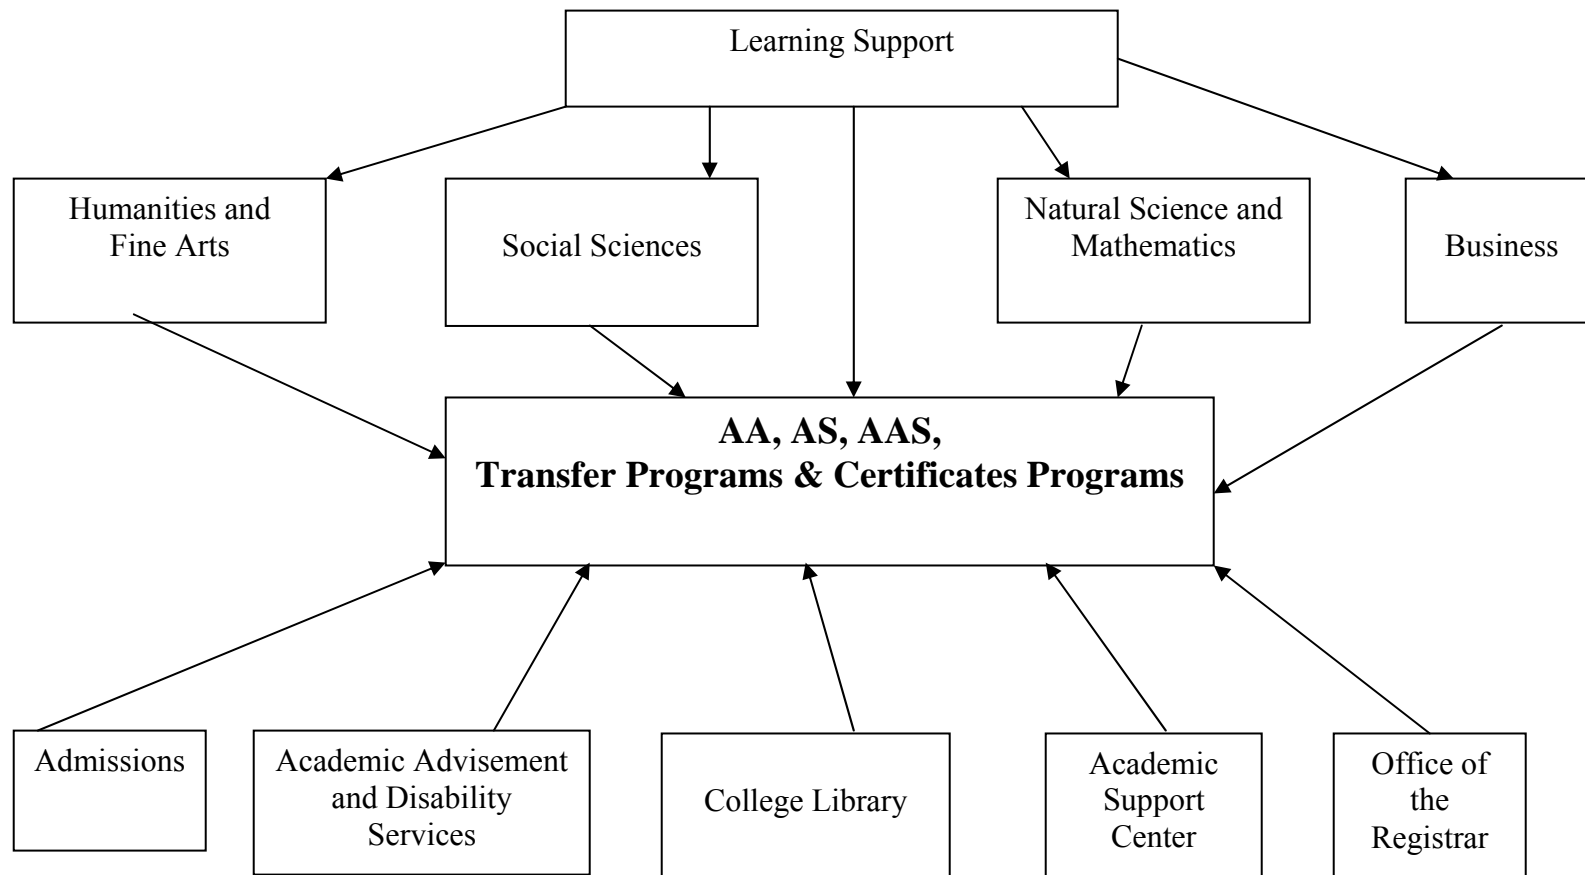 Learning Support
Humanities and
Fine Arts
Social Sciences
Natural Science and
Mathematics
Business
AA, AS, AAS,
Transfer Programs & Certificates Programs
Admissions
Academic Advisement
and Disability
Services
College Library
Academic
Support
Center
Office of
the
Registrar